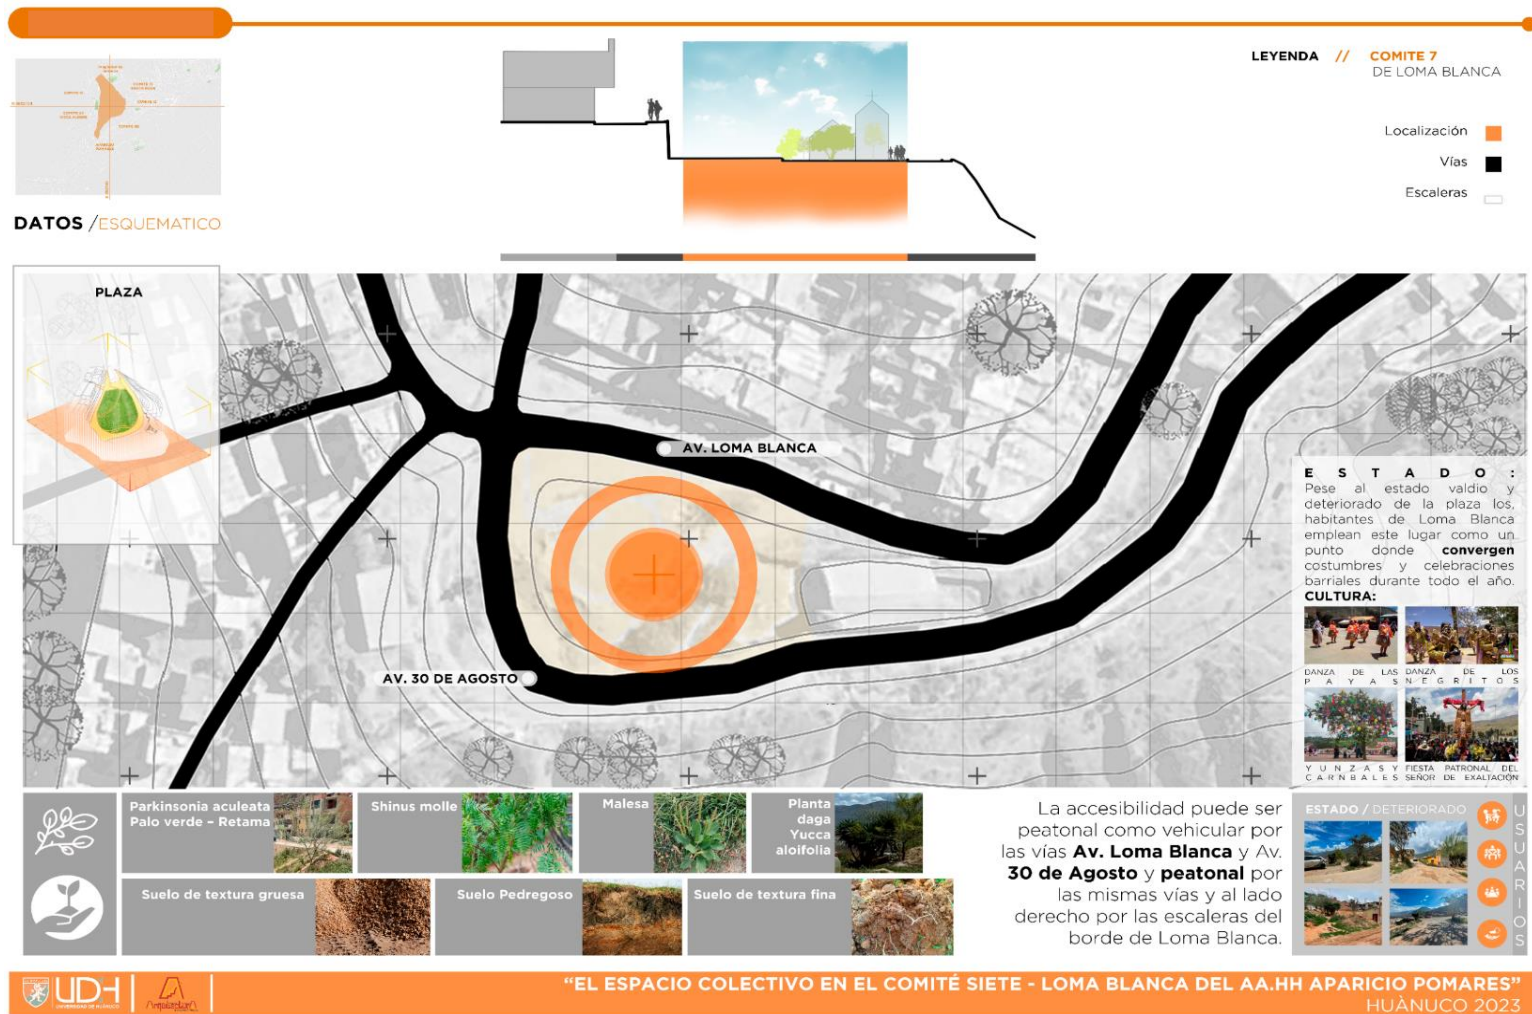 LEYENDA // COMITE 7
DE LOMA BLANCA
Localización
Vías
Escaleras
DATOS /ESQUEMATICO
PLAZA
AV. LOMA BLANCA
AV. 30 DE AGOSTO
E S T A D O :
Pese al estado valdio y
deteriorado de la plaza los,
habitantes de Loma Blanca
emplean este lugar como un
punto donde convergen
costumbres y celebraciones
barriales durante todo el año.
CULTURA:
DANZA DE LAS
P A Y A S
DANZA DE LOS
N E G R I T O S
Y U N Z A S Y
C A R N B A L E S
FIESTA PATRONAL DEL
SEÑOR DE EXALTACIÓN
Parkinsonia aculeata
Palo verde – Retama
Shinus molle
Malesa
Planta
daga
Yucca
aloifolia
Suelo de textura gruesa
Suelo Pedregoso
Suelo de textura fina
La accesibilidad puede ser
peatonal como vehicular por
las vías Av. Loma Blanca y Av.
30 de Agosto y peatonal por
las mismas vías y al lado
derecho por las escaleras del
borde de Loma Blanca.
ESTADO / DETERIORADO
USUARIOS
UDH
UNIVERSIDAD DE HUÁNUCO
"EL ESPACIO COLECTIVO EN EL COMITÉ SIETE - LOMA BLANCA DEL AA.HH APARICIO POMARES"
HUÀNUCO 2023